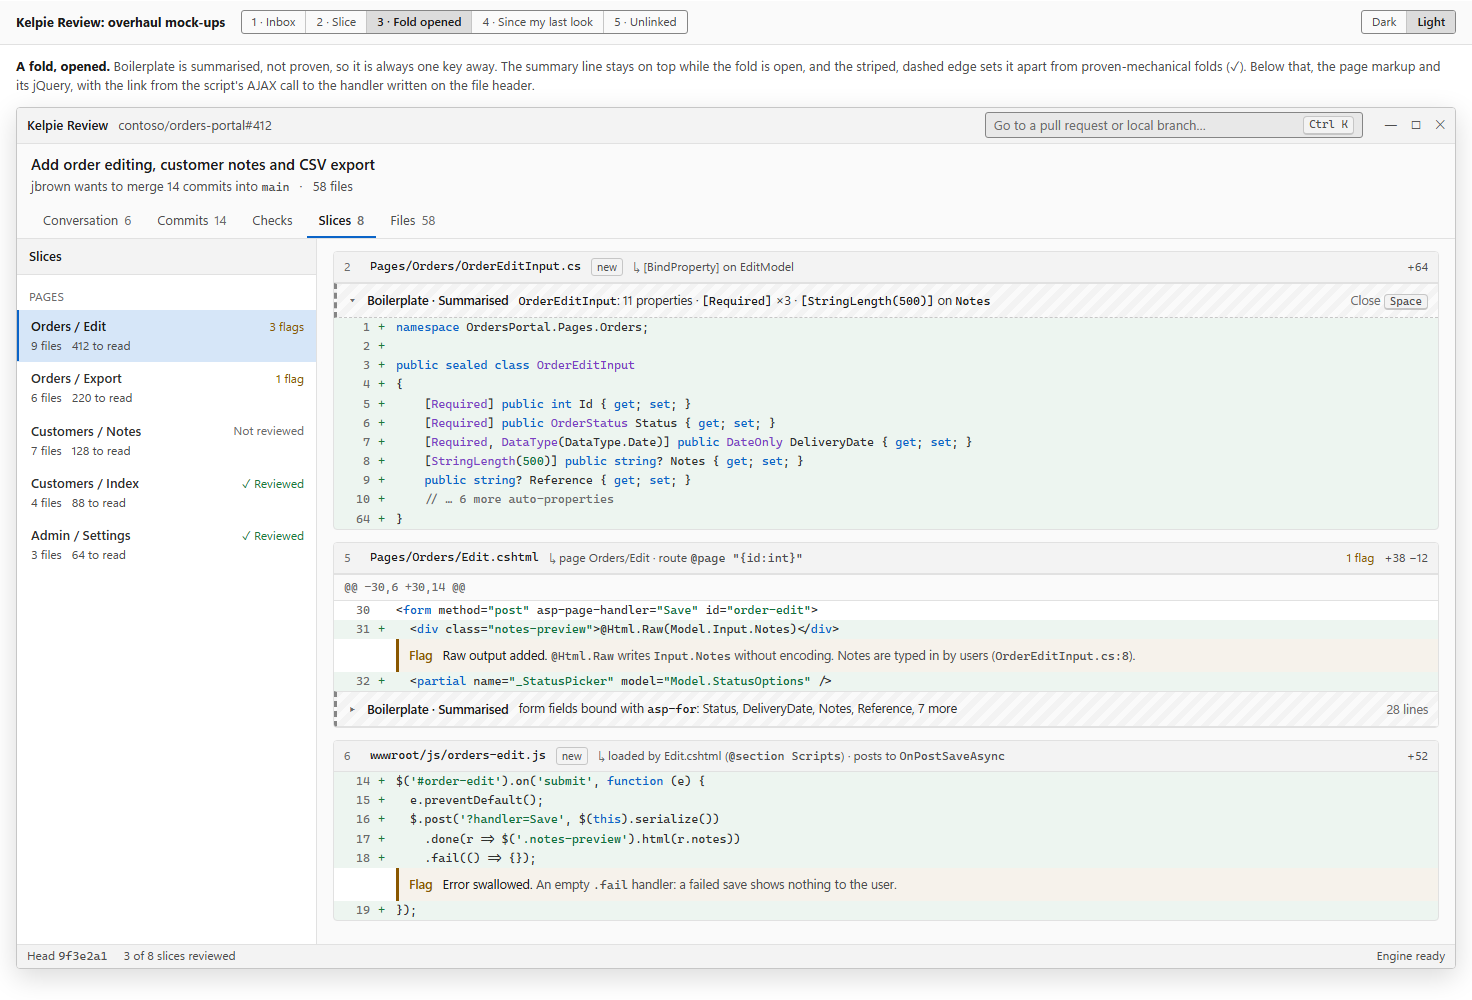 Kelpie Review: overhaul mock-ups
1 · Inbox
2 · Slice
3 · Fold opened
4 · Since my last look
5 · Unlinked
Dark
Light
A fold, opened. Boilerplate is summarised, not proven, so it is always one key away. The summary line stays on top while the fold is open, and the striped, dashed edge sets it apart from proven-mechanical folds (✓). Below that, the page markup and
its jQuery, with the link from the script's AJAX call to the handler written on the file header.
Kelpie Review contoso/orders-portal#412
Go to a pull request or local branch... Ctrl K
Add order editing, customer notes and CSV export
jbrown wants to merge 14 commits into main · 58 files
Conversation 6
Commits 14
Checks
Slices 8
Files 58
Slices
PAGES
Orders / Edit 3 flags
9 files 412 to read
Orders / Export 1 flag
6 files 220 to read
Customers / Notes Not reviewed
7 files 128 to read
Customers / Index ✓ Reviewed
4 files 88 to read
Admin / Settings ✓ Reviewed
3 files 64 to read
2 Pages/Orders/OrderEditInput.cs new ↳ [BindProperty] on EditModel +64
▾ Boilerplate · Summarised OrderEditInput: 11 properties · [Required] ×3 · [StringLength(500)] on Notes Close Space
1 + namespace OrdersPortal.Pages.Orders;
2 +
3 + public sealed class OrderEditInput
4 + {
5 + [Required] public int Id { get; set; }
6 + [Required] public OrderStatus Status { get; set; }
7 + [Required, DataType(DataType.Date)] public DateOnly DeliveryDate { get; set; }
8 + [StringLength(500)] public string? Notes { get; set; }
9 + public string? Reference { get; set; }
10 + // … 6 more auto-properties
64 + }
5 Pages/Orders/Edit.cshtml ↳ page Orders/Edit · route @page "{id:int}" 1 flag +38 −12
@@ −30,6 +30,14 @@
30 <form method="post" asp-page-handler="Save" id="order-edit">
31 + <div class="notes-preview">@Html.Raw(Model.Input.Notes)</div>
Flag Raw output added. @Html.Raw writes Input.Notes without encoding. Notes are typed in by users (OrderEditInput.cs:8).
32 + <partial name="_StatusPicker" model="Model.StatusOptions" />
▸ Boilerplate · Summarised form fields bound with asp-for: Status, DeliveryDate, Notes, Reference, 7 more 28 lines
6 wwwroot/js/orders-edit.js new ↳ loaded by Edit.cshtml (@section Scripts) · posts to OnPostSaveAsync +52
14 + $('#order-edit').on('submit', function (e) {
15 + e.preventDefault();
16 + $.post('?handler=Save', $(this).serialize())
17 + .done(r => $('.notes-preview').html(r.notes))
18 + .fail(() => {});
Flag Error swallowed. An empty .fail handler: a failed save shows nothing to the user.
19 + });
Head 9f3e2a1 3 of 8 slices reviewed
Engine ready